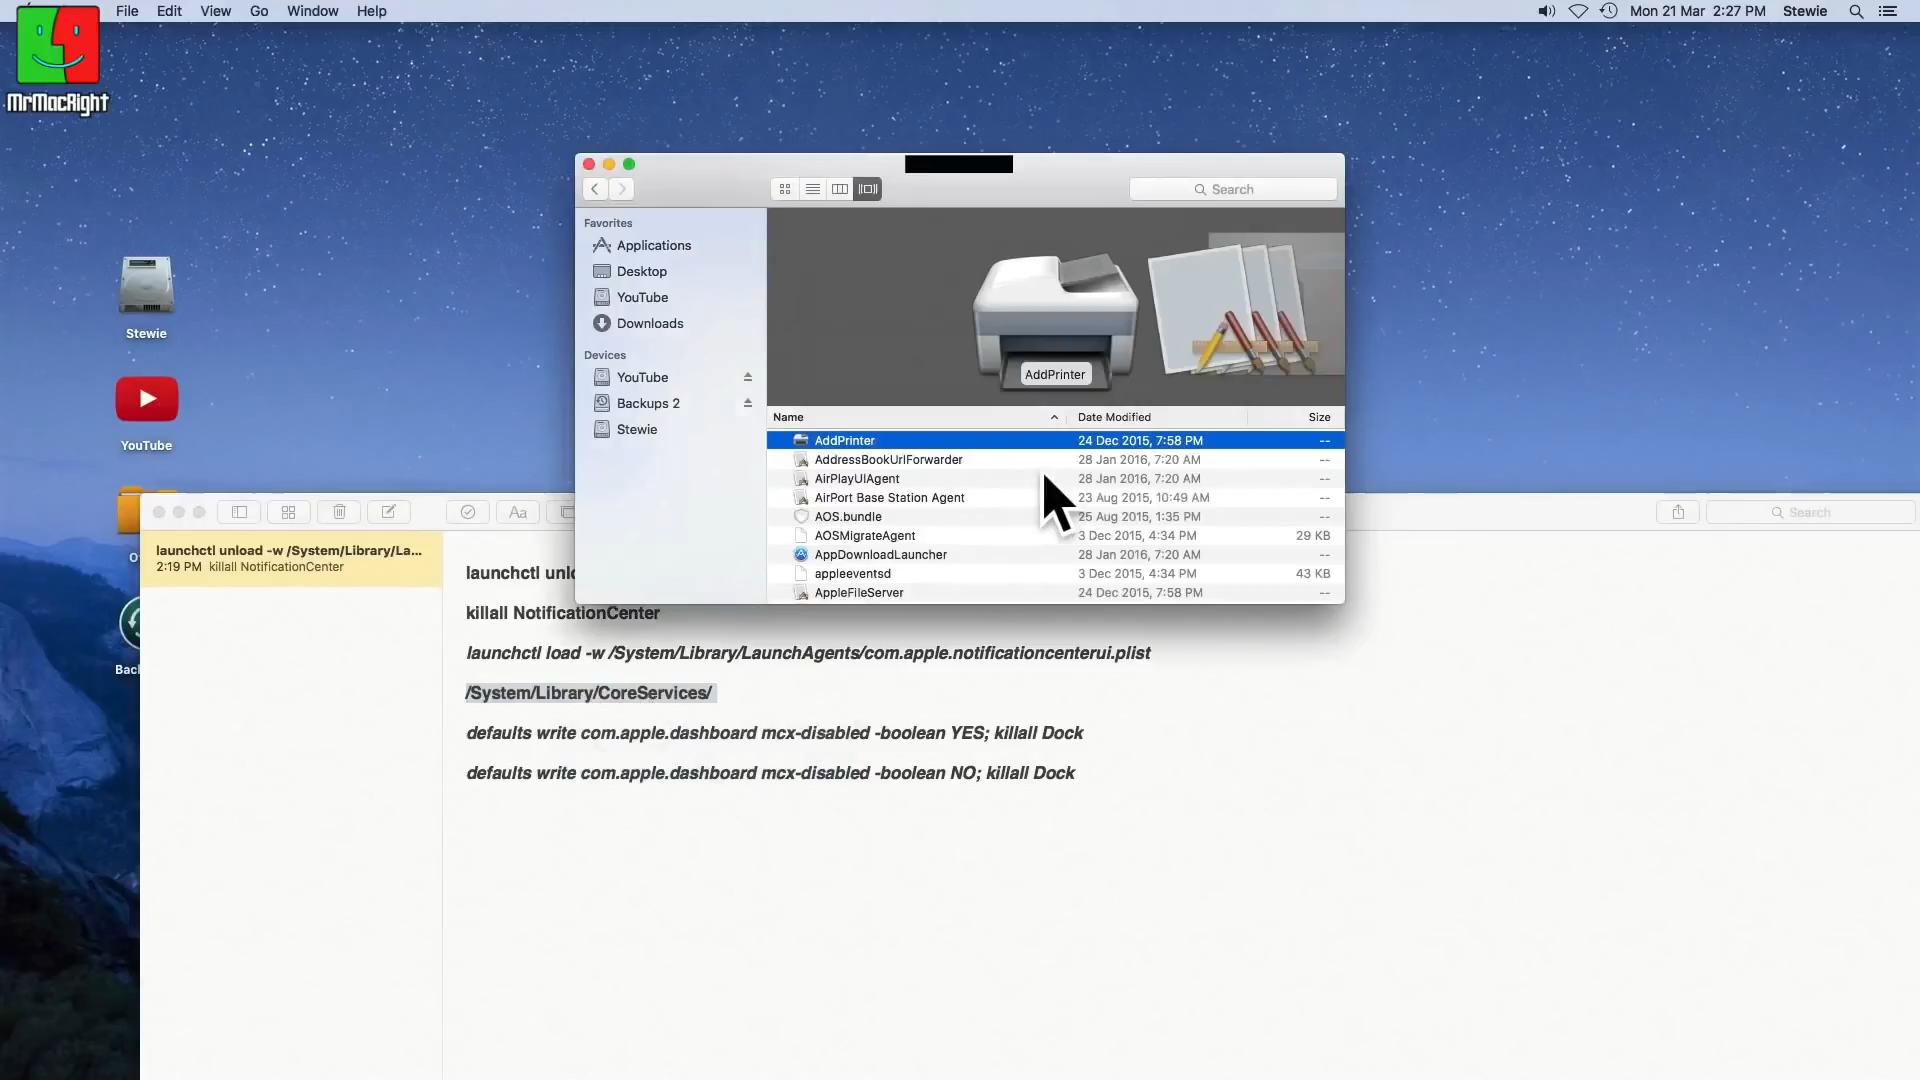 File Edit View Go Window Help
Mon 21 Mar 2:27 PM Stewie
MrMacRight
Search
Favorites
Applications
Desktop
YouTube
Downloads
Devices
YouTube
Backups 2
Stewie
AddPrinter
Name Date Modified Size
AddPrinter 24 Dec 2015, 7:58 PM --
AddressBookUrlForwarder 28 Jan 2016, 7:20 AM --
AirPlayUIAgent 28 Jan 2016, 7:20 AM --
AirPort Base Station Agent 23 Aug 2015, 10:49 AM --
AOS.bundle 25 Aug 2015, 1:35 PM --
AOSMigrateAgent 3 Dec 2015, 4:34 PM 29 KB
AppDownloadLauncher 28 Jan 2016, 7:20 AM --
appleeventsd 3 Dec 2015, 4:34 PM 43 KB
AppleFileServer 24 Dec 2015, 7:58 PM --
Stewie
YouTube
Aa
Search
launchctl unload -w /System/Library/La...
2:19 PM killall NotificationCenter
launchctl
killall NotificationCenter
launchctl load -w /System/Library/LaunchAgents/com.apple.notificationcenterui.plist
/System/Library/CoreServices/
defaults write com.apple.dashboard mcx-disabled -boolean YES; killall Dock
defaults write com.apple.dashboard mcx-disabled -boolean NO; killall Dock